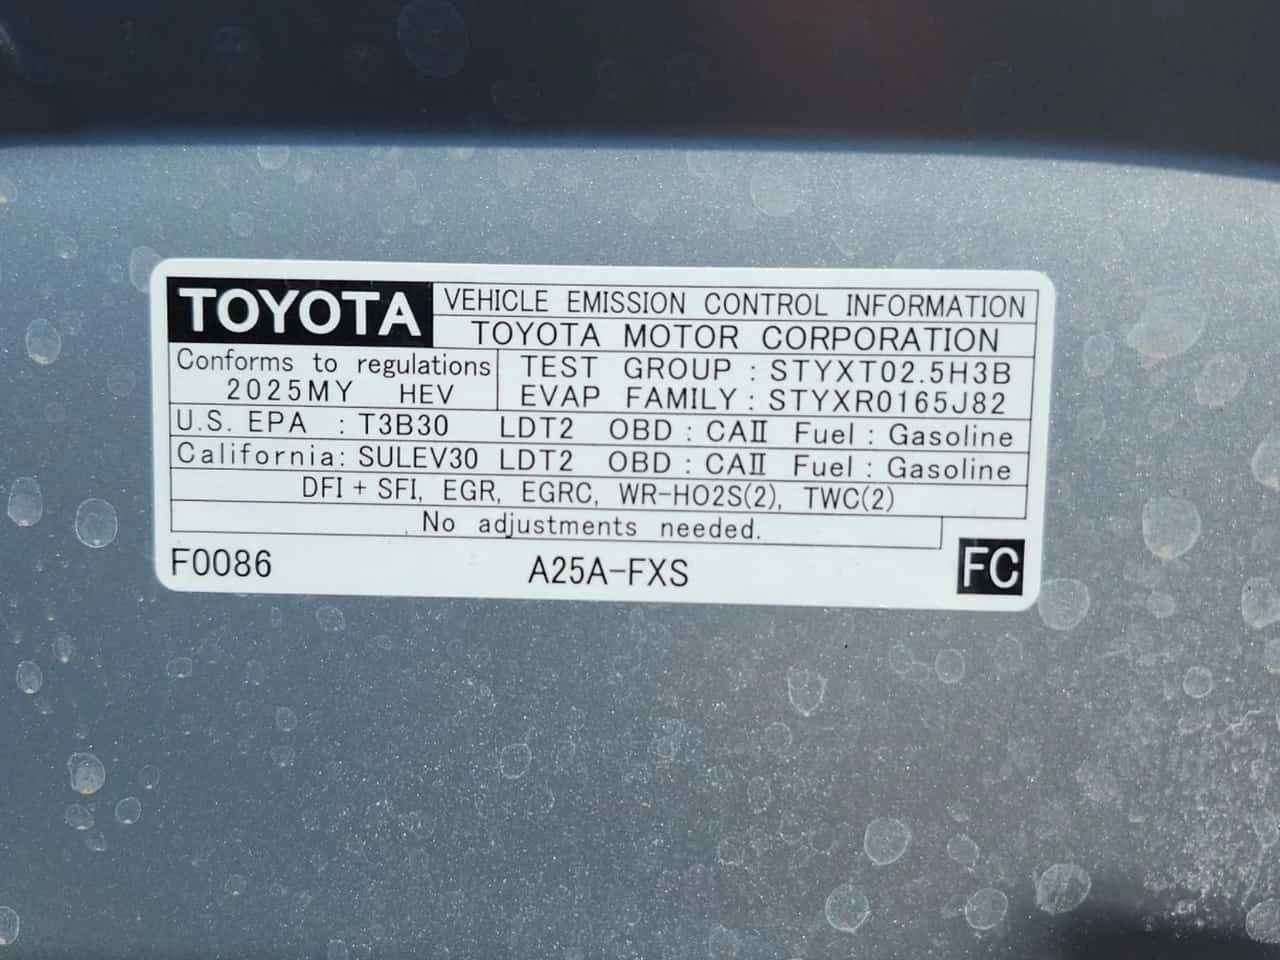 TOYOTA VEHICLE EMISSION CONTROL INFORMATION
TOYOTA MOTOR CORPORATION
Conforms to regulations
2025MY HEV
TEST GROUP : STYXT02.5H3B
EVAP FAMILY : STYXR0165J82
U.S. EPA : T3B30 LDT2 OBD : CAII Fuel : Gasoline
California: SULEV30 LDT2 OBD : CAII Fuel : Gasoline
DFI + SFI, EGR, EGRC, WR-HO2S(2), TWC(2)
No adjustments needed.
F0086 A25A-FXS FC